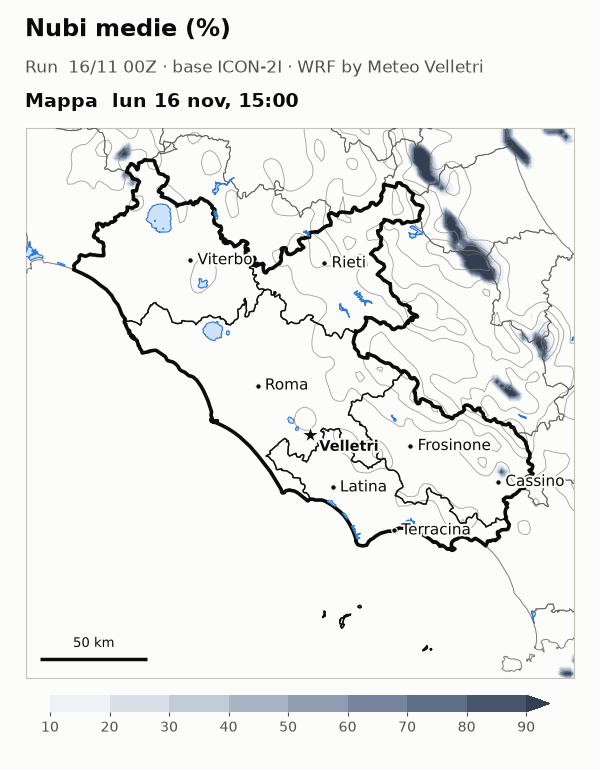 Nubi medie (%)
Run 16/11 00Z · base ICON-2I · WRF by Meteo Velletri
Mappa lun 16 nov, 15:00
Viterbo
Rieti
Roma
Velletri
Frosinone
Latina
Cassino
Terracina
50 km
10 20 30 40 50 60 70 80 90